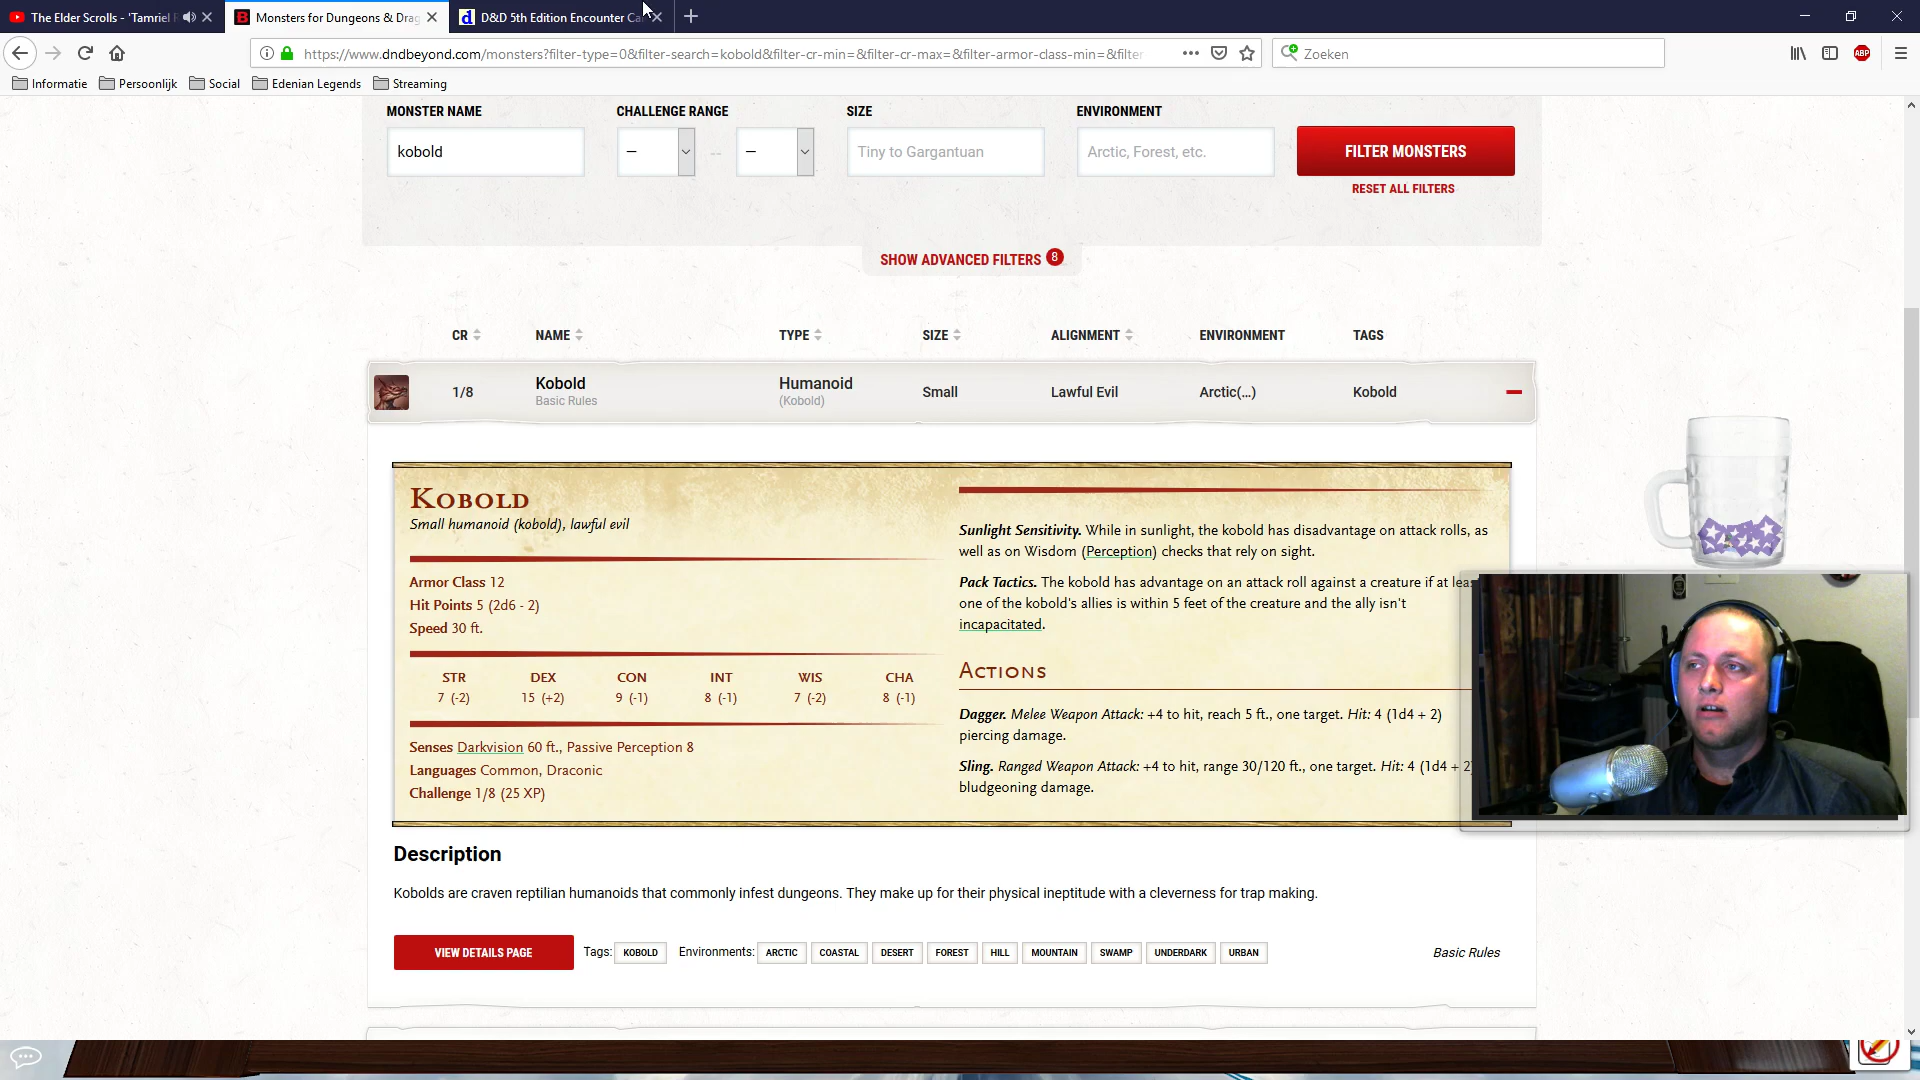 The Elder Scrolls - 'Tamriel
Monsters for Dungeons & Drag
D&D 5th Edition Encounter Ca
https://www.dndbeyond.com/monsters?filter-type=0&filter-search=kobold&filter-cr-min=&filter-cr-max=&filter-armor-class-min=&filter
Zoeken
ABP
Informatie Persoonlijk Social Edenian Legends Streaming
MONSTER NAME CHALLENGE RANGE SIZE ENVIRONMENT
kobold — -- — Tiny to Gargantuan Arctic, Forest, etc. FILTER MONSTERS
RESET ALL FILTERS
SHOW ADVANCED FILTERS 8
CR NAME TYPE SIZE ALIGNMENT ENVIRONMENT TAGS
1/8 Kobold Humanoid Small Lawful Evil Arctic(...) Kobold
Basic Rules (Kobold)
KOBOLD
Small humanoid (kobold), lawful evil
Armor Class 12
Hit Points 5 (2d6 - 2)
Speed 30 ft.
STR DEX CON INT WIS CHA
7 (-2) 15 (+2) 9 (-1) 8 (-1) 7 (-2) 8 (-1)
Senses Darkvision 60 ft., Passive Perception 8
Languages Common, Draconic
Challenge 1/8 (25 XP)
Sunlight Sensitivity. While in sunlight, the kobold has disadvantage on attack rolls, as
well as on Wisdom (Perception) checks that rely on sight.
Pack Tactics. The kobold has advantage on an attack roll against a creature if at leas
one of the kobold's allies is within 5 feet of the creature and the ally isn't
incapacitated.
ACTIONS
Dagger. Melee Weapon Attack: +4 to hit, reach 5 ft., one target. Hit: 4 (1d4 + 2)
piercing damage.
Sling. Ranged Weapon Attack: +4 to hit, range 30/120 ft., one target. Hit: 4 (1d4 + 2)
bludgeoning damage.
Description
Kobolds are craven reptilian humanoids that commonly infest dungeons. They make up for their physical ineptitude with a cleverness for trap making.
VIEW DETAILS PAGE Tags: KOBOLD Environments: ARCTIC COASTAL DESERT FOREST HILL MOUNTAIN SWAMP UNDERDARK URBAN Basic Rules